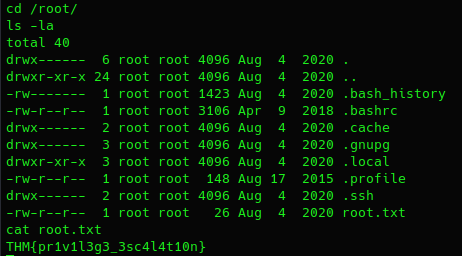 cd /root/
ls -la
total 40
drwx------  6 root root 4096 Aug  4  2020 .
drwxr-xr-x 24 root root 4096 Aug  4  2020 ..
-rw-------  1 root root 1423 Aug  4  2020 .bash_history
-rw-r--r--  1 root root 3106 Apr  9  2018 .bashrc
drwx------  2 root root 4096 Aug  4  2020 .cache
drwx------  3 root root 4096 Aug  4  2020 .gnupg
drwxr-xr-x  3 root root 4096 Aug  4  2020 .local
-rw-r--r--  1 root root  148 Aug 17  2015 .profile
drwx------  2 root root 4096 Aug  4  2020 .ssh
-rw-r--r--  1 root root   26 Aug  4  2020 root.txt
cat root.txt
THM{pr1v1l3g3_3sc4l4t10n}